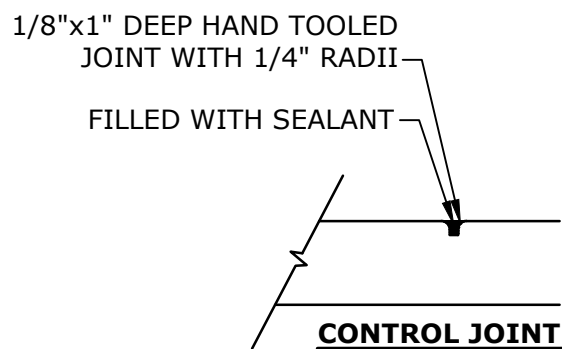 1/8"x1" DEEP HAND TOOLED
JOINT WITH 1/4" RADII
FILLED WITH SEALANT
CONTROL JOINT